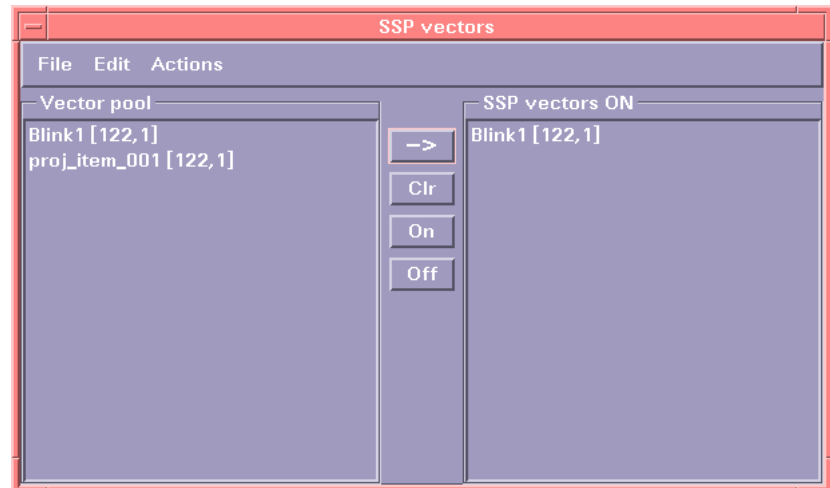 SSP vectors
File Edit Actions
Vector pool
Blink1 [122,1]
proj_item_001 [122,1]
->
Clr
On
Off
SSP vectors ON
Blink1 [122,1]